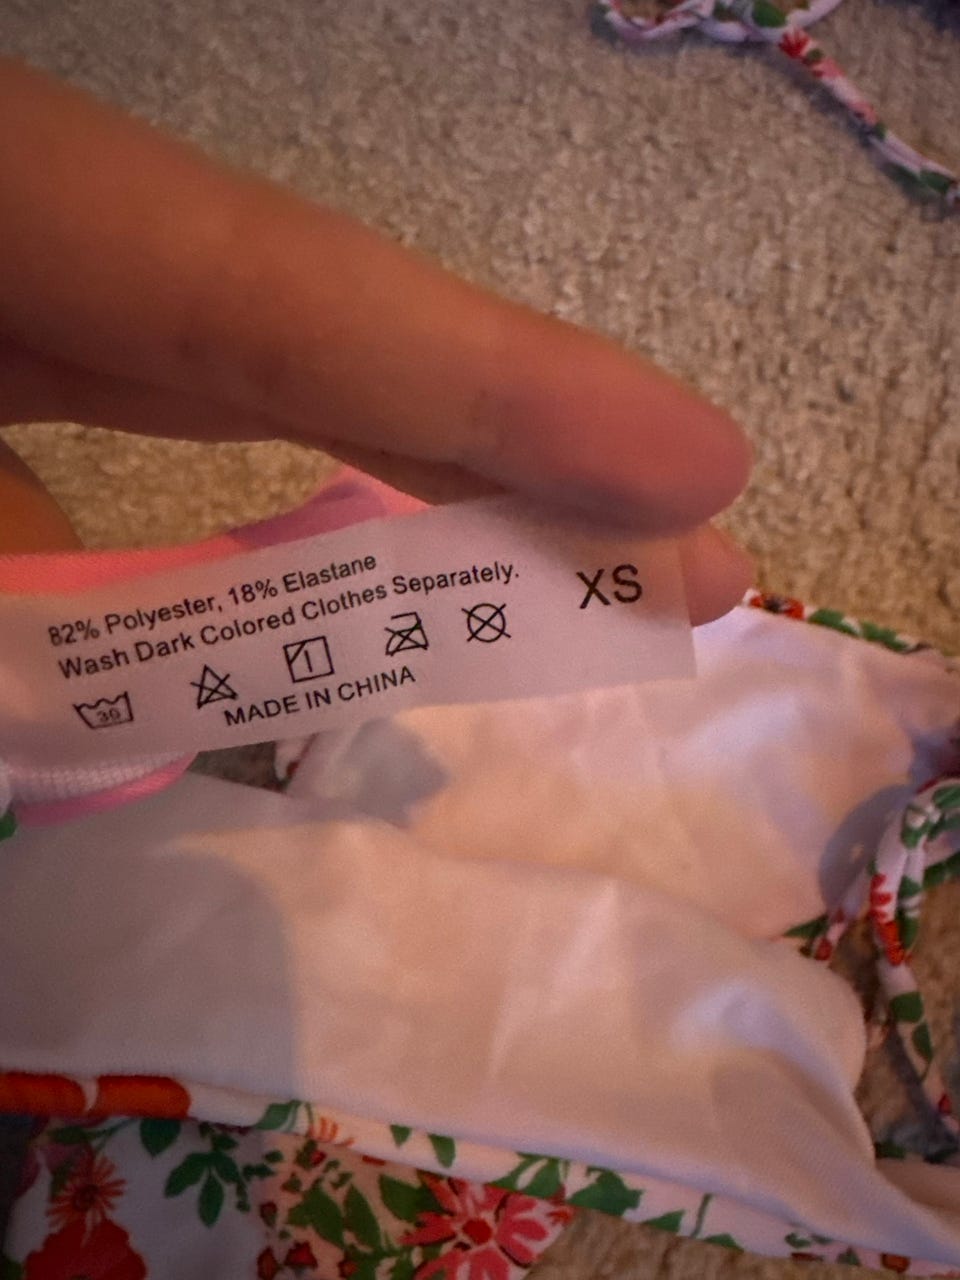 82% Polyester, 18% Elastane
Wash Dark Colored Clothes Separately.
XS
30
MADE IN CHINA